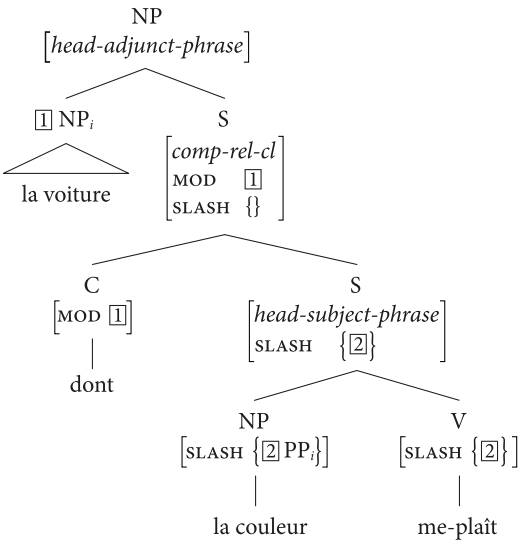 NP
[head-adjunct-phrase]
[1] NPi S
la voiture
[comp-rel-cl
MOD [1]
SLASH {}]
C S
[MOD [1]]
[head-subject-phrase
SLASH {[2]}]
dont
NP V
[SLASH {[2] PPi}] [SLASH {[2]}]
la couleur me-plaît